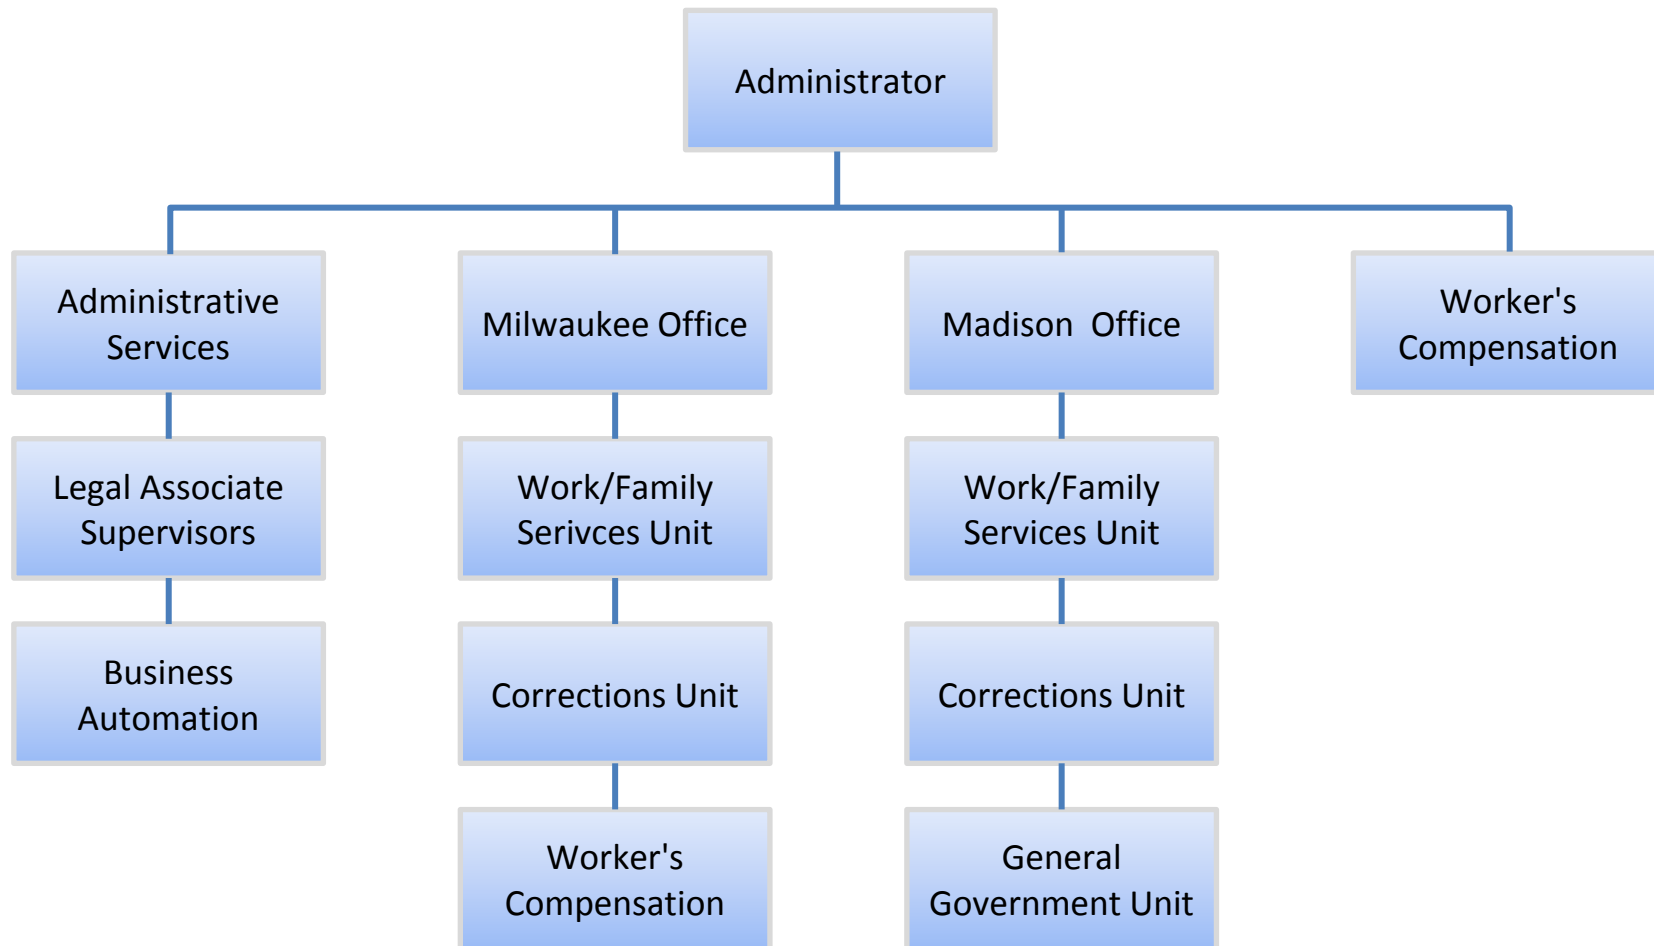 Administrator
Administrative
Services
Milwaukee Office
Madison  Office
Worker's
Compensation
Legal Associate
Supervisors
Work/Family
Serivces Unit
Work/Family
Services Unit
Business
Automation
Corrections Unit
Corrections Unit
Worker's
Compensation
General
Government Unit